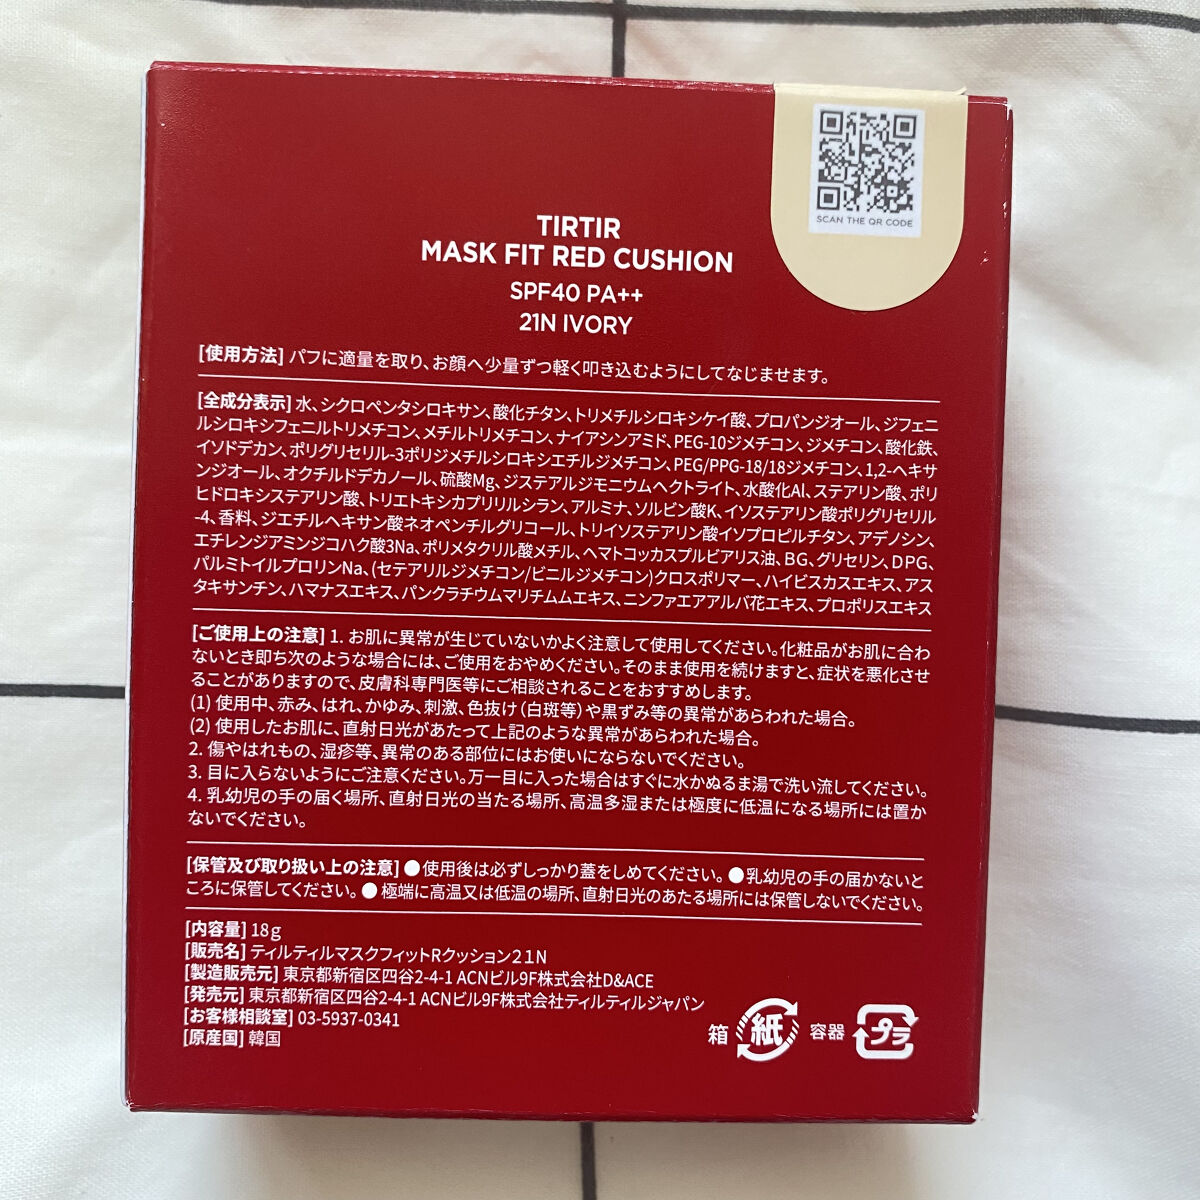 SCAN THE QR CODE
TIRTIR
MASK FIT RED CUSHION
SPF40 PA++
21N IVORY
[使用方法] パフに適量を取り、お顔へ少量ずつ軽く叩き込むようにしてなじませます。
[全成分表示] 水、シクロペンタシロキサン、酸化チタン、トリメチルシロキシケイ酸、プロパンジオール、ジフェニ
ルシロキシフェニルトリメチコン、メチルトリメチコン、ナイアシンアミド、PEG-10ジメチコン、ジメチコン、酸化鉄、
イソドデカン、ポリグリセリル-3ポリジメチルシロキシエチルジメチコン、PEG/PPG-18/18ジメチコン、1,2-ヘキサ
ンジオール、オクチルドデカノール、硫酸Mg、ジステアルジモニウムヘクトライト、水酸化Al、ステアリン酸、ポリ
ヒドロキシステアリン酸、トリエトキシカプリリルシラン、アルミナ、ソルビン酸K、イソステアリン酸ポリグリセリル
-4、香料、ジエチルヘキサン酸ネオペンチルグリコール、トリイソステアリン酸イソプロピルチタン、アデノシン、
エチレンジアミンジコハク酸3Na、ポリメタクリル酸メチル、ヘマトコッカスプルビアリス油、BG、グリセリン、DPG、
パルミトイルプロリンNa、(セテアリルジメチコン/ビニルジメチコン)クロスポリマー、ハイビスカスエキス、アス
タキサンチン、ハマナスエキス、パンクラチウムマリチムムエキス、ニンファエアアルバ花エキス、プロポリスエキス
[ご使用上の注意] 1. お肌に異常が生じていないかよく注意して使用してください。化粧品がお肌に合わ
ないとき即ち次のような場合には、ご使用をおやめください。そのまま使用を続けますと、症状を悪化させ
ることがありますので、皮膚科専門医等にご相談されることをおすすめします。
(1) 使用中、赤み、はれ、かゆみ、刺激、色抜け（白斑等）や黒ずみ等の異常があらわれた場合。
(2) 使用したお肌に、直射日光があたって上記のような異常があらわれた場合。
2. 傷やはれもの、湿疹等、異常のある部位にはお使いにならないでください。
3. 目に入らないようにご注意ください。万一目に入った場合はすぐに水かぬるま湯で洗い流してください。
4. 乳幼児の手の届く場所、直射日光の当たる場所、高温多湿または極度に低温になる場所には置か
ないでください。
[保管及び取り扱い上の注意] ●使用後は必ずしっかり蓋をしめてください。●乳幼児の手の届かないと
ころに保管してください。● 極端に高温又は低温の場所、直射日光のあたる場所には保管しないでください。
[内容量] 18g
[販売名] ティルティルマスクフィットRクッション21N
[製造販売元] 東京都新宿区四谷2-4-1 ACNビル9F株式会社D&ACE
[発売元] 東京都新宿区四谷2-4-1 ACNビル9F株式会社ティルティルジャパン
[お客様相談室] 03-5937-0341
[原産国] 韓国
箱 紙 容器 プラ